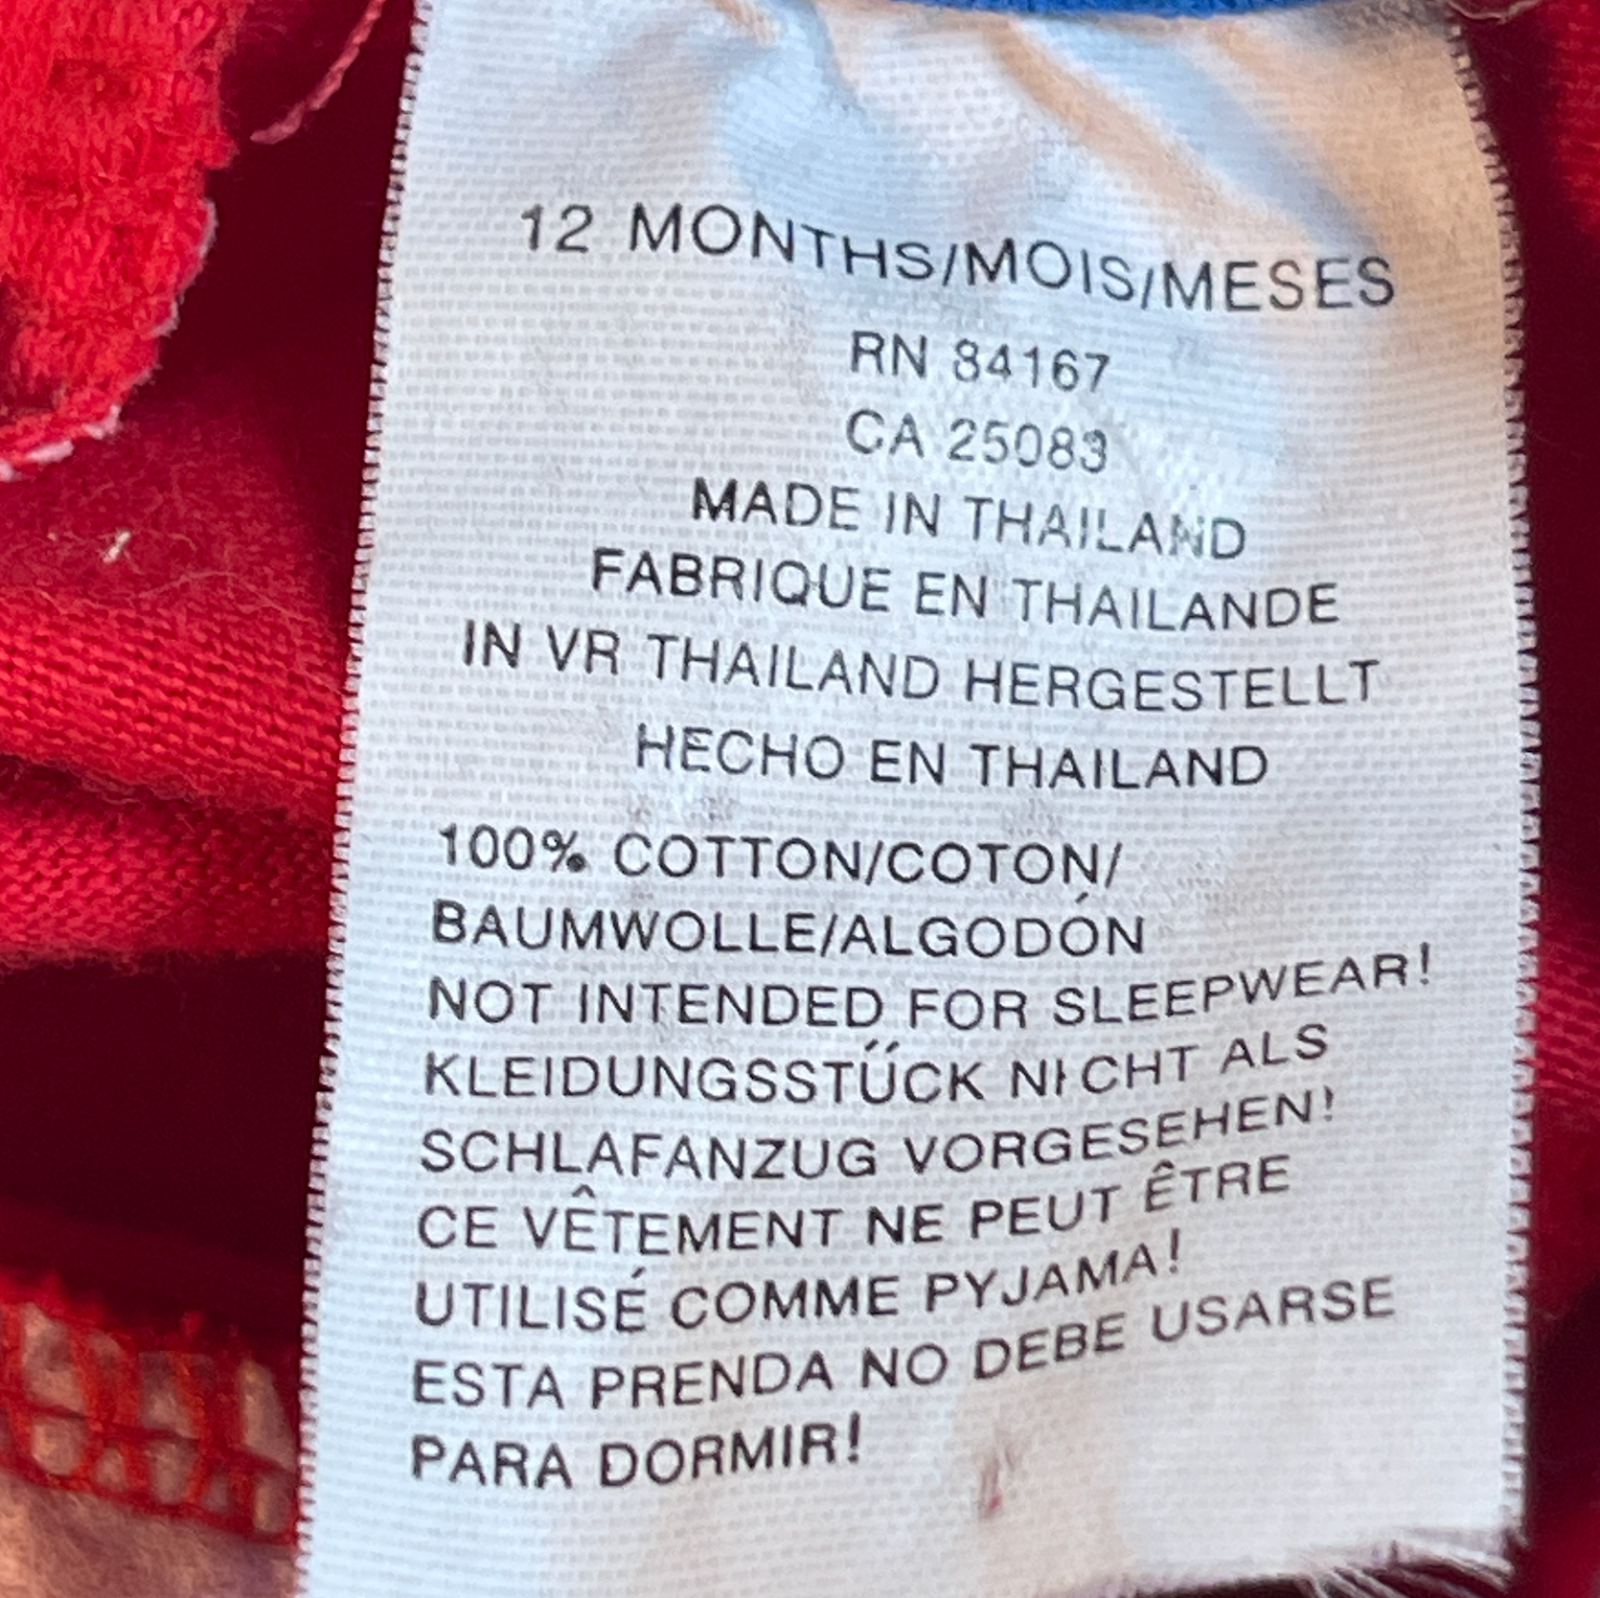 12 MONTHS/MOIS/MESES
RN 84167
CA 25083
MADE IN THAILAND
FABRIQUE EN THAILANDE
IN VR THAILAND HERGESTELLT
HECHO EN THAILAND
100% COTTON/COTON/
BAUMWOLLE/ALGODÓN
NOT INTENDED FOR SLEEPWEAR!
KLEIDUNGSSTÜCK NICHT ALS
SCHLAFANZUG VORGESEHEN!
CE VÊTEMENT NE PEUT ÊTRE
UTILISÉ COMME PYJAMA!
ESTA PRENDA NO DEBE USARSE
PARA DORMIR!